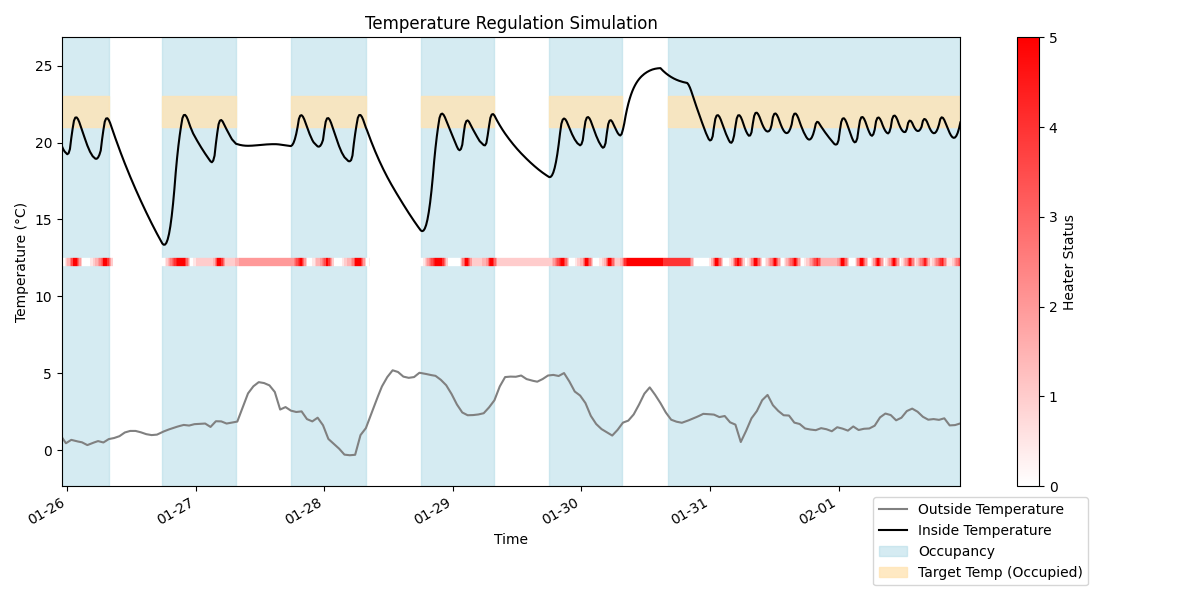 Temperature Regulation Simulation
Temperature (°C)
25
20
15
10
5
0
01-26
01-27
01-28
01-29
01-30
01-31
02-01
Time
5
4
3
2
1
0
Heater Status
Outside Temperature
Inside Temperature
Occupancy
Target Temp (Occupied)